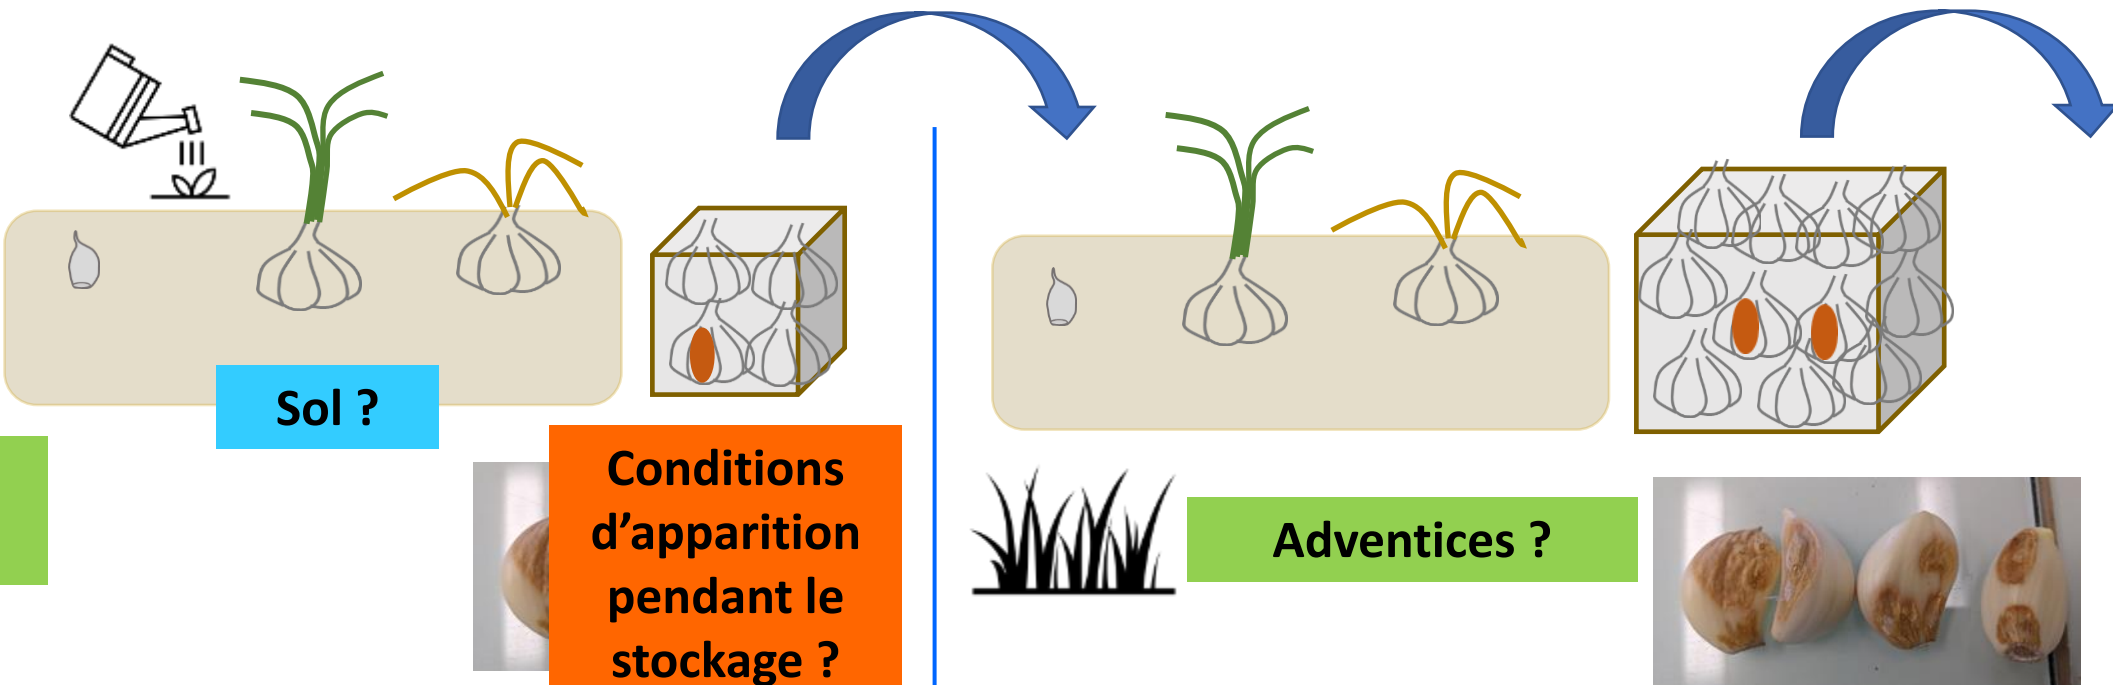 Sol ?
Conditions
d’apparition
pendant le
stockage ?
Adventices ?